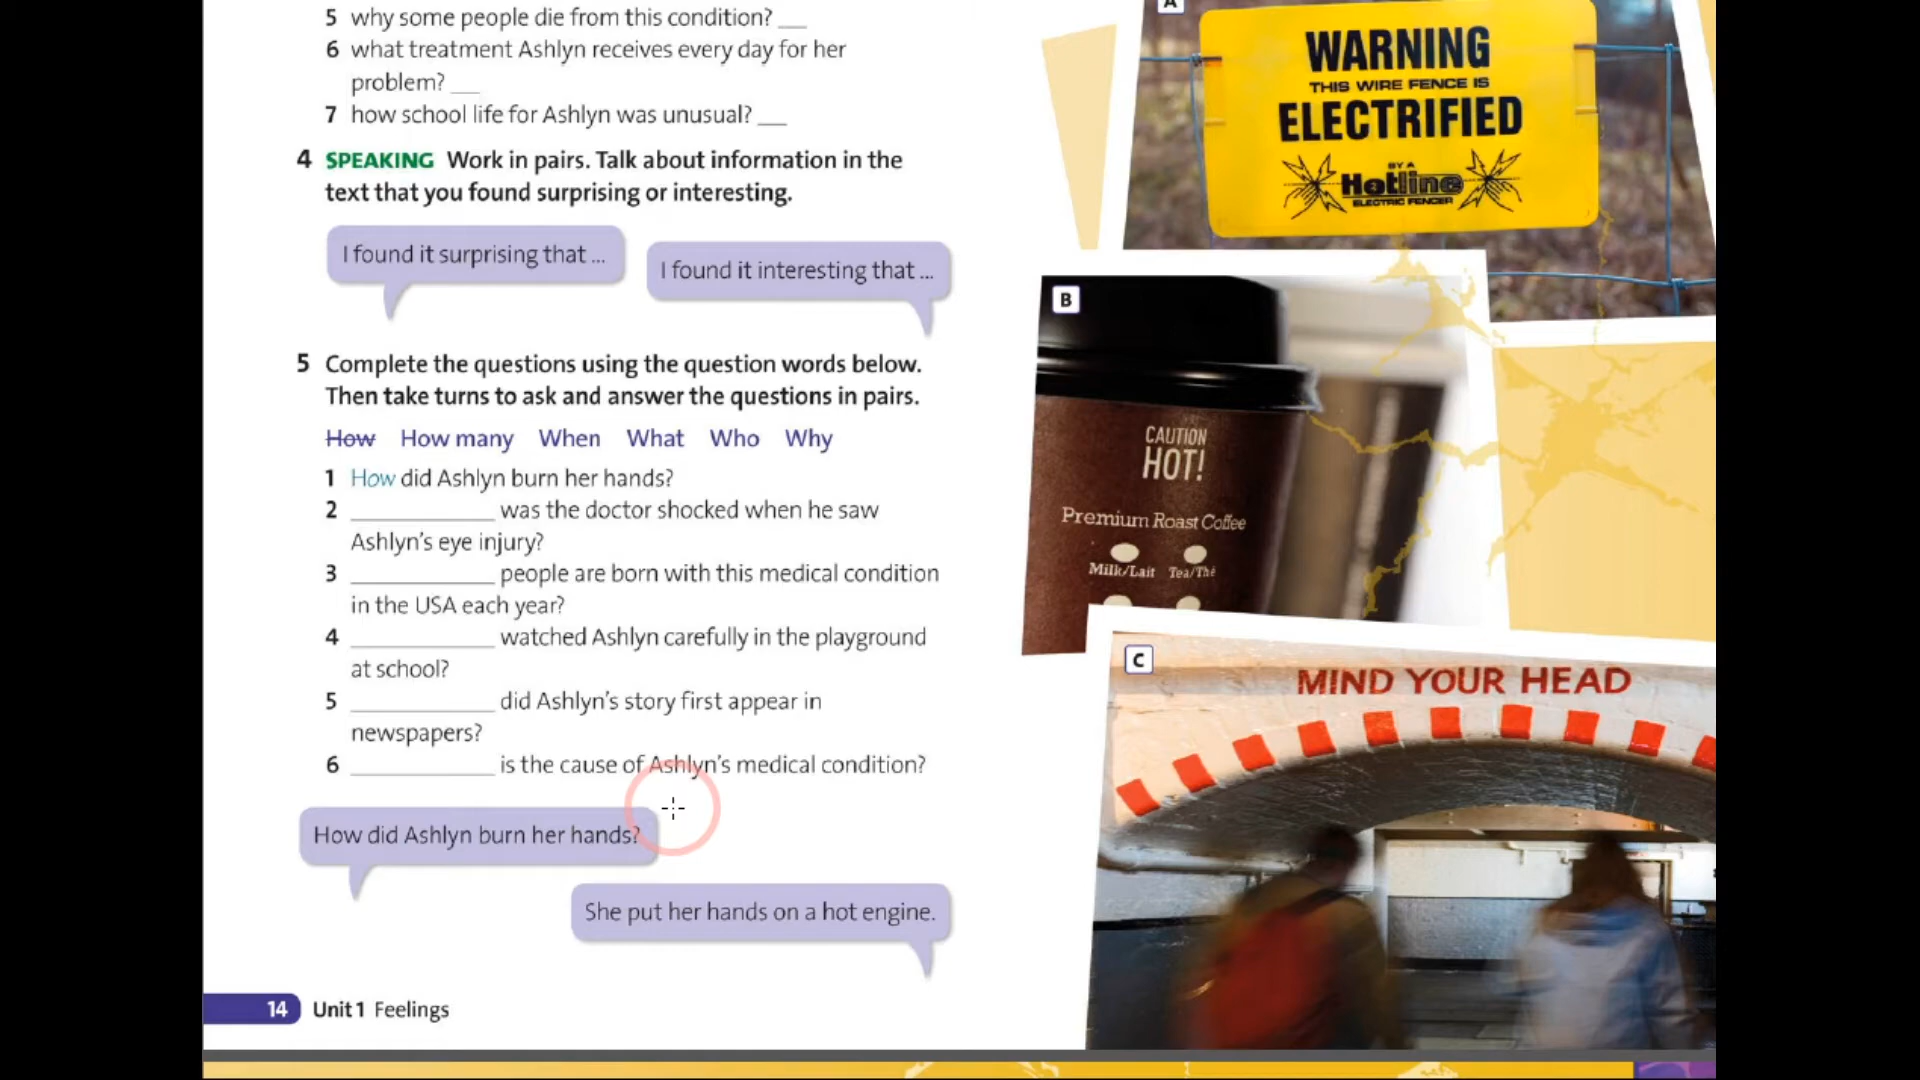 5 why some people die from this condition? ___
6 what treatment Ashlyn receives every day for her
problem? ___
7 how school life for Ashlyn was unusual? ___
4 SPEAKING Work in pairs. Talk about information in the
text that you found surprising or interesting.
I found it surprising that ...
I found it interesting that ...
5 Complete the questions using the question words below.
Then take turns to ask and answer the questions in pairs.
How How many When What Who Why
1 How did Ashlyn burn her hands?
2 ____________ was the doctor shocked when he saw
Ashlyn's eye injury?
3 ____________ people are born with this medical condition
in the USA each year?
4 ____________ watched Ashlyn carefully in the playground
at school?
5 ____________ did Ashlyn's story first appear in
newspapers?
6 ____________ is the cause of Ashlyn's medical condition?
How did Ashlyn burn her hands?
She put her hands on a hot engine.
14 Unit 1 Feelings
A
WARNING
THIS WIRE FENCE IS
ELECTRIFIED
BY A
Hotline
ELECTRIC FENCER
B
CAUTION
HOT!
Premium Roast Coffee
Milk/Lait Tea/Thé
C
MIND YOUR HEAD